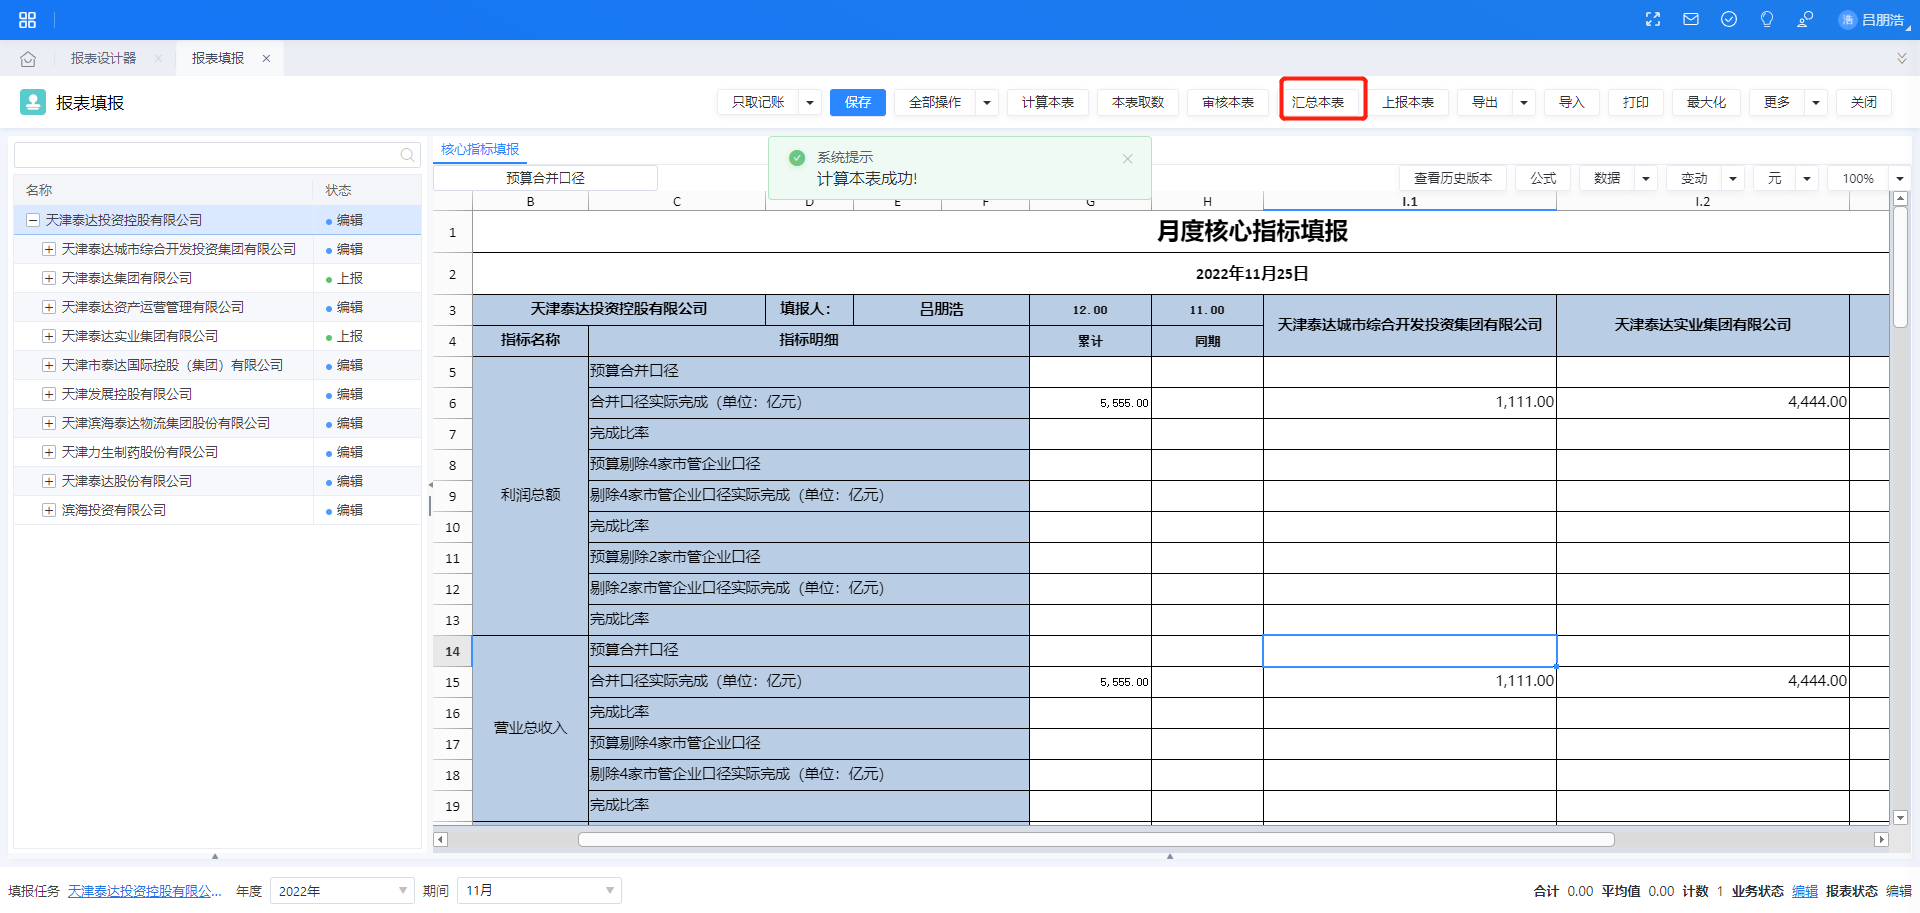 浩 吕朋浩
报表设计器 报表填报
报表填报 只取记账 保存 全部操作 计算本表 本表取数 审核本表 汇总本表 上报本表 导出 导入 打印 最大化 更多 关闭
核心指标填报
系统提示
计算本表成功!
预算合并口径 查看历史版本 公式 数据 变动 元 100%
名称 状态
天津泰达投资控股有限公司 编辑
天津泰达城市综合开发投资集团有限公司 编辑
天津泰达集团有限公司 上报
天津泰达资产运营管理有限公司 编辑
天津泰达实业集团有限公司 上报
天津市泰达国际控股（集团）有限公司 编辑
天津发展控股有限公司 编辑
天津滨海泰达物流集团股份有限公司 编辑
天津力生制药股份有限公司 编辑
天津泰达股份有限公司 编辑
滨海投资有限公司 编辑
B C D E F G H I.1 I.2
1 月度核心指标填报
2 2022年11月25日
3 天津泰达投资控股有限公司 填报人： 吕朋浩 12.00 11.00 天津泰达城市综合开发投资集团有限公司 天津泰达实业集团有限公司
4 指标名称 指标明细 累计 同期
利润总额
5 预算合并口径
6 合并口径实际完成（单位：亿元） 5,555.00 1,111.00 4,444.00
7 完成比率
8 预算剔除4家市管企业口径
9 剔除4家市管企业口径实际完成（单位：亿元）
10 完成比率
11 预算剔除2家市管企业口径
12 剔除2家市管企业口径实际完成（单位：亿元）
13 完成比率
营业总收入
14 预算合并口径
15 合并口径实际完成（单位：亿元） 5,555.00 1,111.00 4,444.00
16 完成比率
17 预算剔除4家市管企业口径
18 剔除4家市管企业口径实际完成（单位：亿元）
19 完成比率
填报任务 天津泰达投资控股有限公... 年度 2022年 期间 11月 合计 0.00 平均值 0.00 计数 1 业务状态 编辑 报表状态 编辑